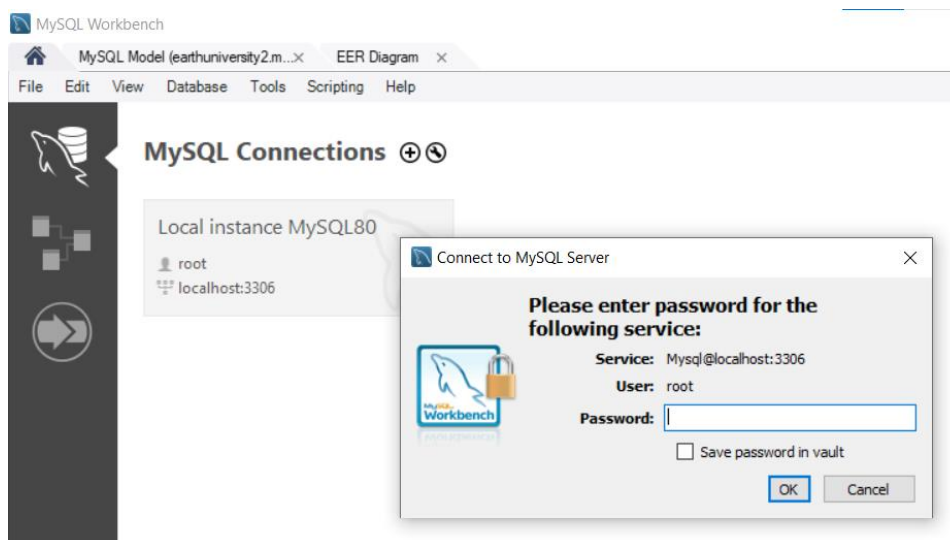 MySQL Workbench
MySQL Model (earthuniversity2.m...× EER Diagram ×
File Edit View Database Tools Scripting Help
MySQL Connections
Local instance MySQL80
root
localhost:3306
Connect to MySQL Server
Please enter password for the
following service:
Service: Mysql@localhost:3306
User: root
Password:
MySQL
Workbench
Save password in vault
OK Cancel